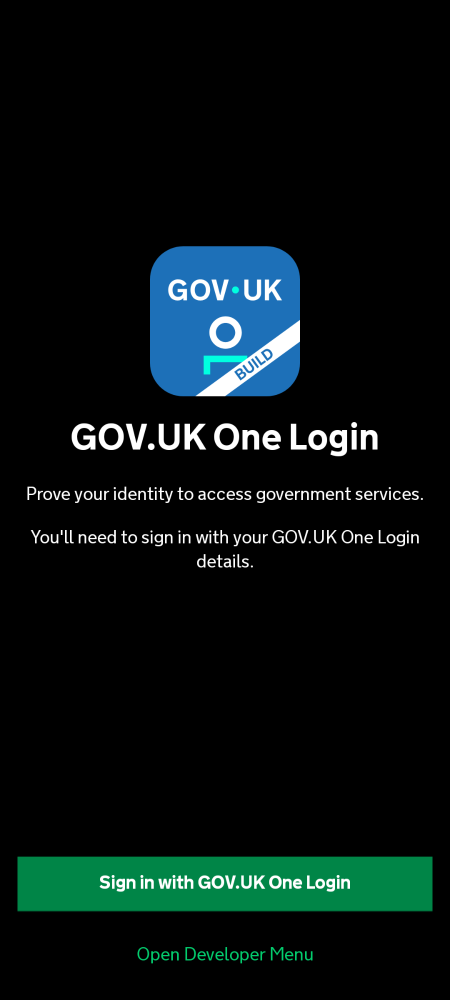 GOV·UK
BUILD
GOV.UK One Login
Prove your identity to access government services.
You'll need to sign in with your GOV.UK One Login
details.
Sign in with GOV.UK One Login
Open Developer Menu